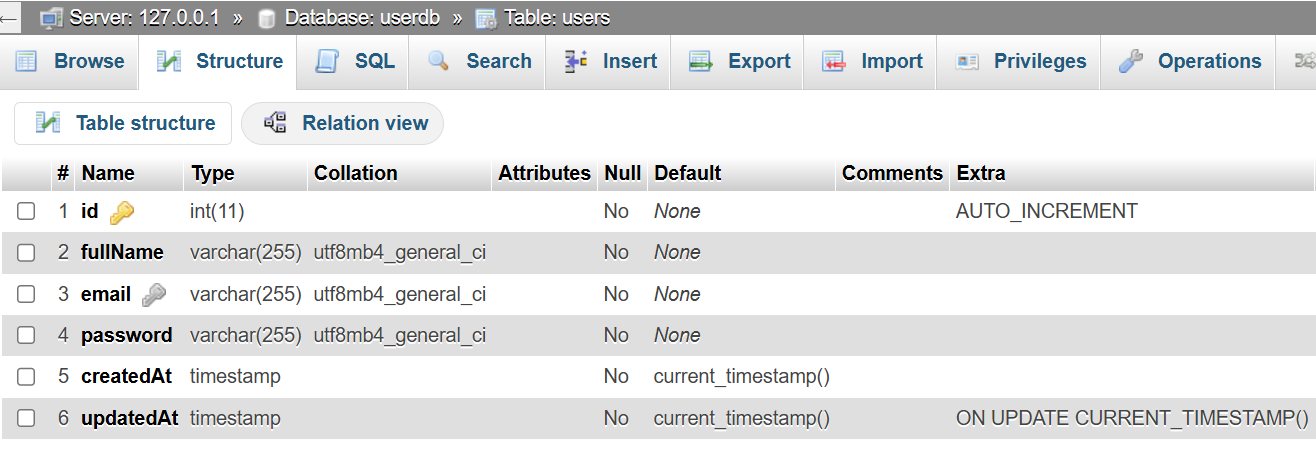 Server: 127.0.0.1 » Database: userdb » Table: users
Browse Structure SQL Search Insert Export Import Privileges Operations
Table structure Relation view
# Name Type Collation Attributes Null Default Comments Extra
1 id int(11) No None AUTO_INCREMENT
2 fullName varchar(255) utf8mb4_general_ci No None
3 email varchar(255) utf8mb4_general_ci No None
4 password varchar(255) utf8mb4_general_ci No None
5 createdAt timestamp No current_timestamp()
6 updatedAt timestamp No current_timestamp() ON UPDATE CURRENT_TIMESTAMP()